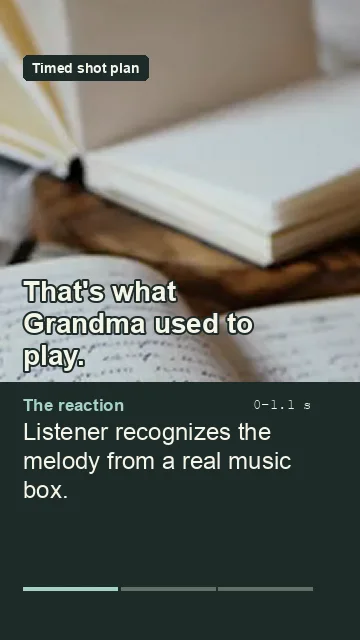 Timed shot plan
That's what
Grandma used to
play.
The reaction
0–1.1 s
Listener recognizes the
melody from a real music
box.